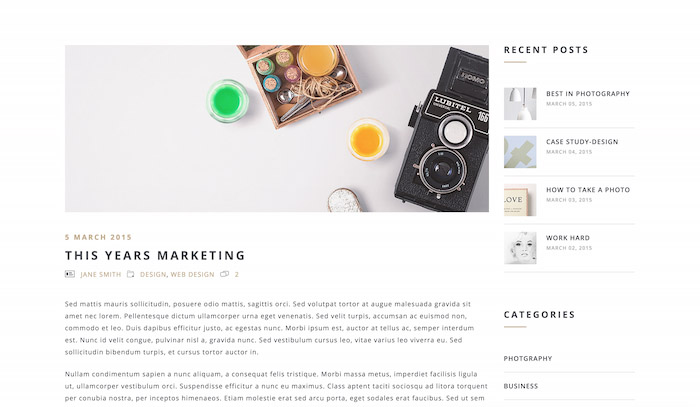 LOMO
LUBITEL
166
UNIVERSAL
5 MARCH 2015
THIS YEARS MARKETING
JANE SMITH DESIGN, WEB DESIGN 2
Sed mattis mauris sollicitudin, posuere odio mattis, sagittis orci. Sed volutpat tortor at augue malesuada gravida sit
amet nec lorem. Pellentesque dictum ullamcorper urna eget venenatis. Sed velit turpis, accumsan ac euismod non,
commodo et leo. Duis dapibus efficitur justo, ac egestas nunc. Morbi ipsum est, auctor at tellus ac, semper interdum
est. Nunc id velit congue, pulvinar nisl a, gravida nunc. Sed vestibulum cursus leo, vitae varius leo viverra eu. Sed
sollicitudin bibendum turpis, et cursus tortor auctor in.
Nullam condimentum sapien a nunc aliquam, a consequat felis tristique. Morbi massa metus, imperdiet facilisis ligula
ut, ullamcorper vestibulum orci. Suspendisse efficitur a nunc eu maximus. Class aptent taciti sociosqu ad litora torquent
per conubia nostra, per inceptos himenaeos. Etiam molestie erat sed arcu porta, eget sodales erat faucibus. Sed ut sem
RECENT POSTS
BEST IN PHOTOGRAPHY
MARCH 05, 2015
CASE STUDY-DESIGN
MARCH 04, 2015
LOVE
HOW TO TAKE A PHOTO
MARCH 03, 2015
WORK HARD
MARCH 02, 2015
CATEGORIES
PHOTGRAPHY
BUSINESS